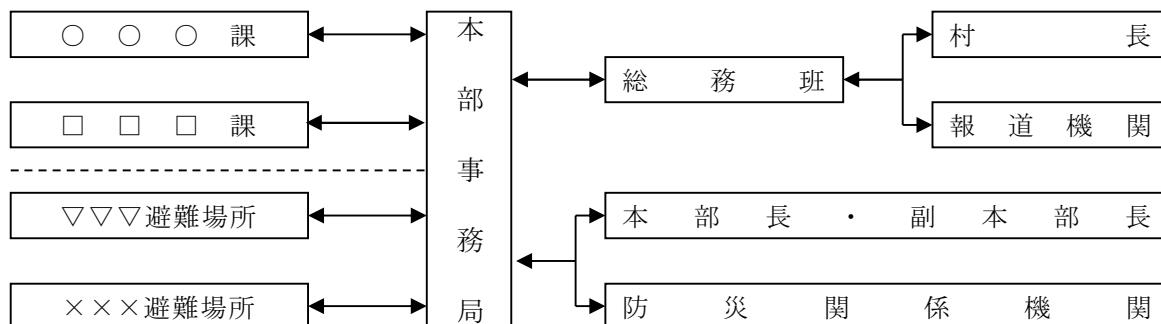 ○○○課
□□□課
▽▽▽避難場所
×××避難場所
本部事務局
総務班
村長
報道機関
本部長・副本部長
防災関係機関